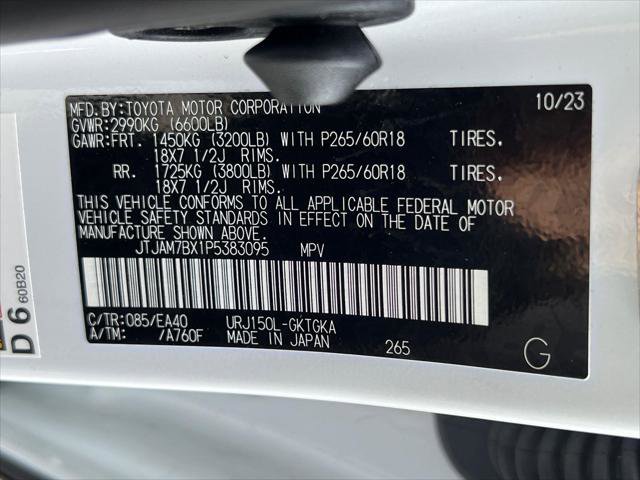 MFD.BY:TOYOTA MOTOR CORPORATION 10/23
GVWR:2990KG (6600LB)
GAWR:FRT. 1450KG (3200LB) WITH P265/60R18 TIRES,
18X7 1/2J RIMS.
RR. 1725KG (3800LB) WITH P265/60R18 TIRES,
18X7 1/2J RIMS.
THIS VEHICLE CONFORMS TO ALL APPLICABLE FEDERAL MOTOR
VEHICLE SAFETY STANDARDS IN EFFECT ON THE DATE OF
MANUFACTURE SHOWN ABOVE.
JTJAM7BX1P5383095 MPV
C/TR:085/EA40 URJ150L-GKTGKA
A/TM: /A760F MADE IN JAPAN 265
G
D 6 60B20